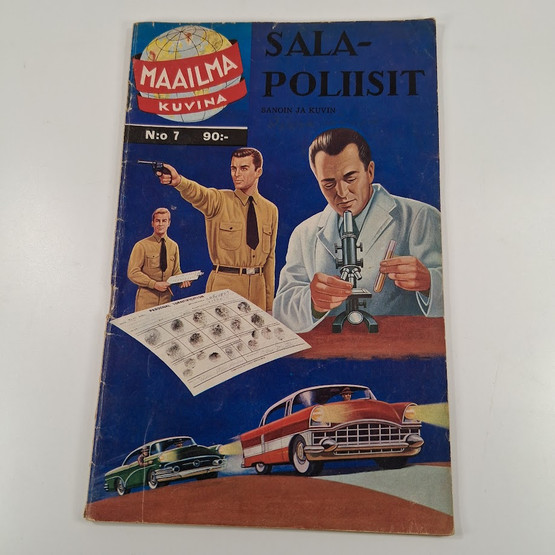 MAAILMA
KUVINA
N:o 7 90:-
SALA-
POLIISIT
SANOIN JA KUVIN